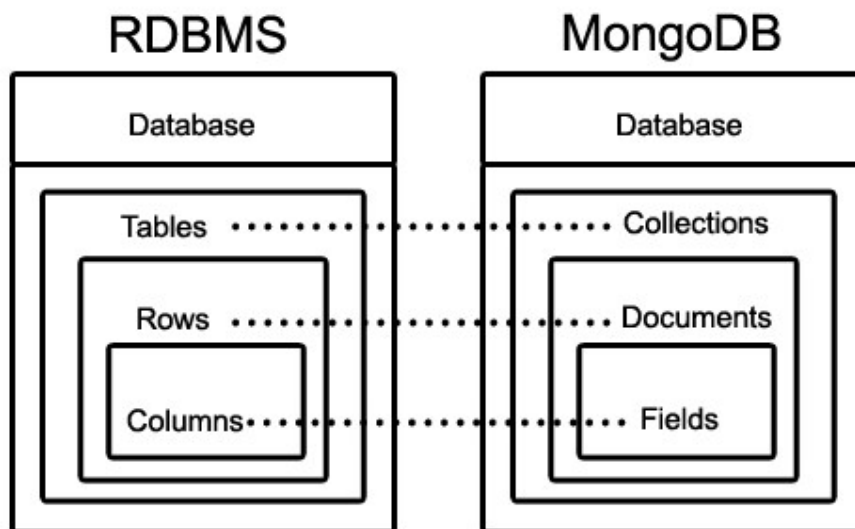 RDBMS
MongoDB
Database
Database
Tables
Collections
Rows
Documents
Columns
Fields